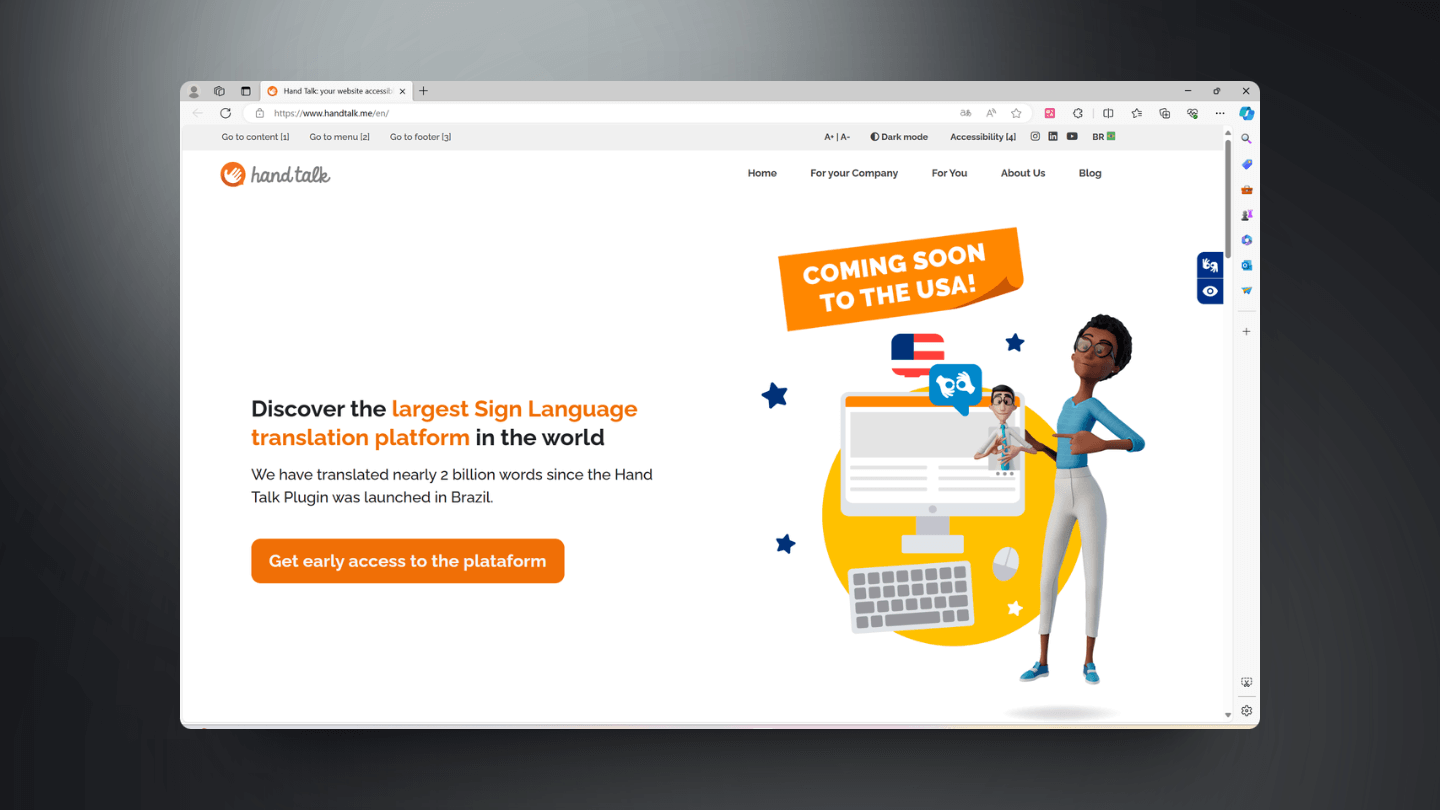 Hand Talk: your website accessib
https://www.handtalk.me/en/
Go to content [1] Go to menu [2] Go to footer [3] A+ | A- Dark mode Accessibility [4] BR
hand talk
Home For your Company For You About Us Blog
COMING SOON
TO THE USA!
Discover the largest Sign Language
translation platform in the world
We have translated nearly 2 billion words since the Hand
Talk Plugin was launched in Brazil.
Get early access to the plataform